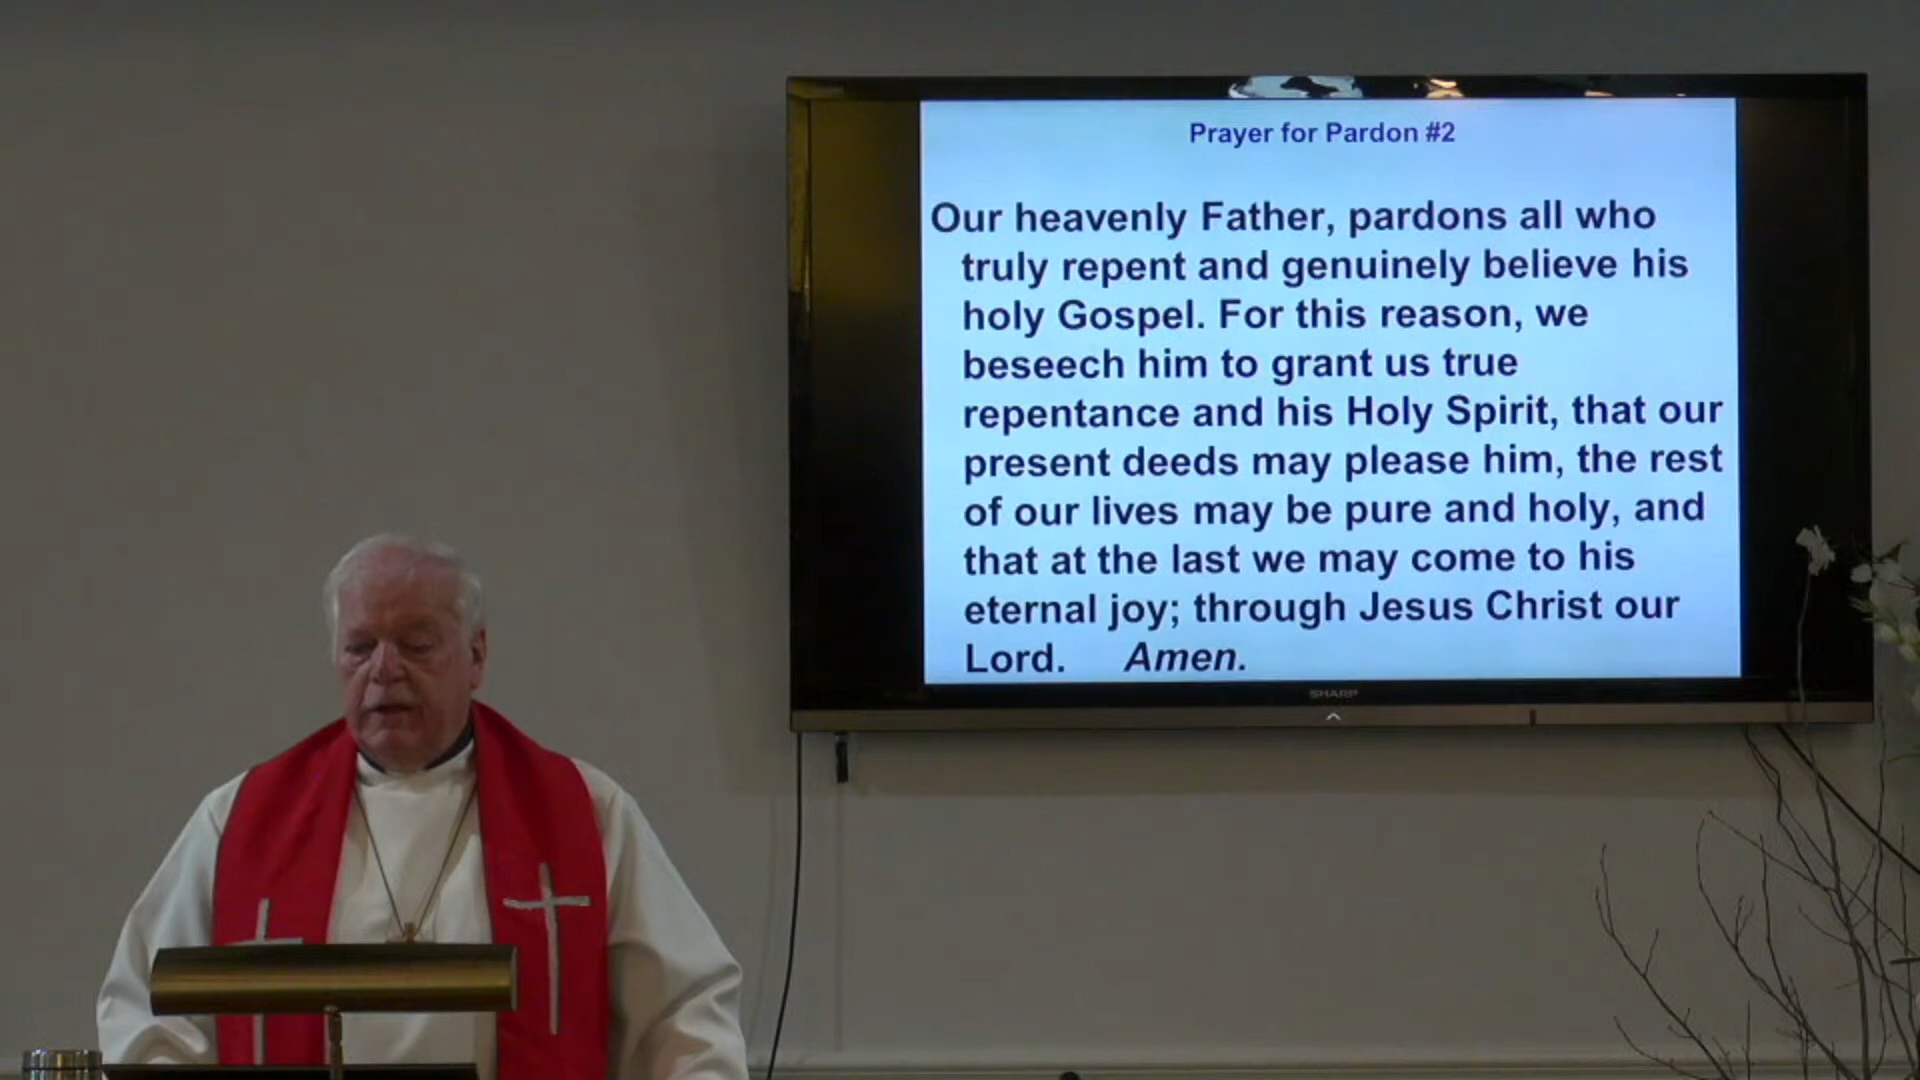 Prayer for Pardon #2
Our heavenly Father, pardons all who
truly repent and genuinely believe his
holy Gospel. For this reason, we
beseech him to grant us true
repentance and his Holy Spirit, that our
present deeds may please him, the rest
of our lives may be pure and holy, and
that at the last we may come to his
eternal joy; through Jesus Christ our
Lord. Amen.
SHARP